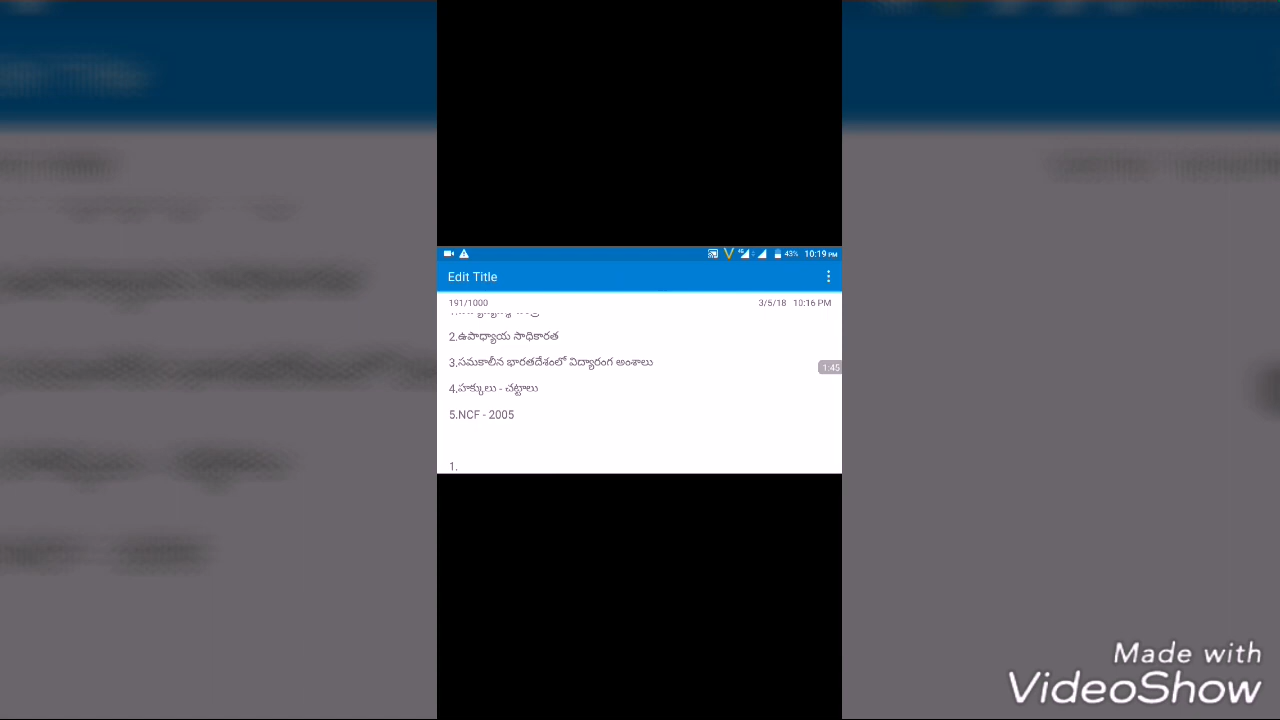 43% 10:19 PM
Edit Title
191/1000 3/5/18 10:16 PM
2.ఉపాధ్యాయ సాధికారత
3.సమకాలీన భారతదేశంలో విద్యారంగ అంశాలు
1:45
4.హక్కులు - చట్టాలు
5.NCF - 2005
1.
Made with
VideoShow